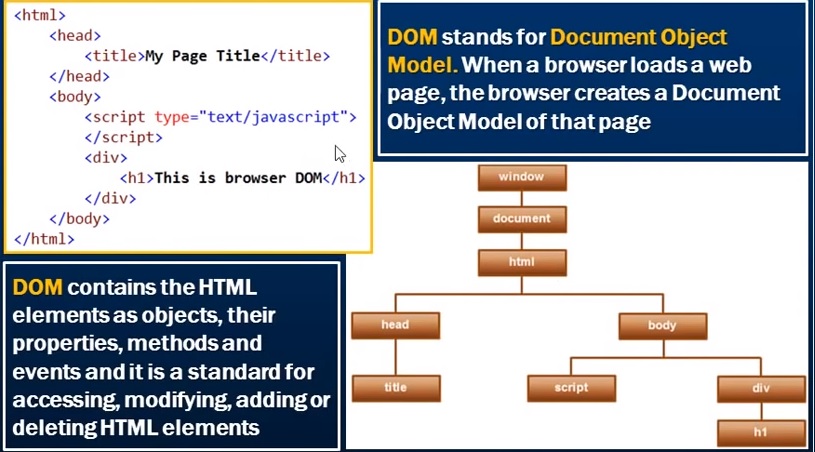 <html>
<head>
<title>My Page Title</title>
</head>
<body>
<script type="text/javascript">
</script>
<div>
<h1>This is browser DOM</h1>
</div>
</body>
</html>
DOM stands for Document Object
Model. When a browser loads a web
page, the browser creates a Document
Object Model of that page
DOM contains the HTML
elements as objects, their
properties, methods and
events and it is a standard for
accessing, modifying, adding or
deleting HTML elements
window
document
html
head
body
title
script
div
h1